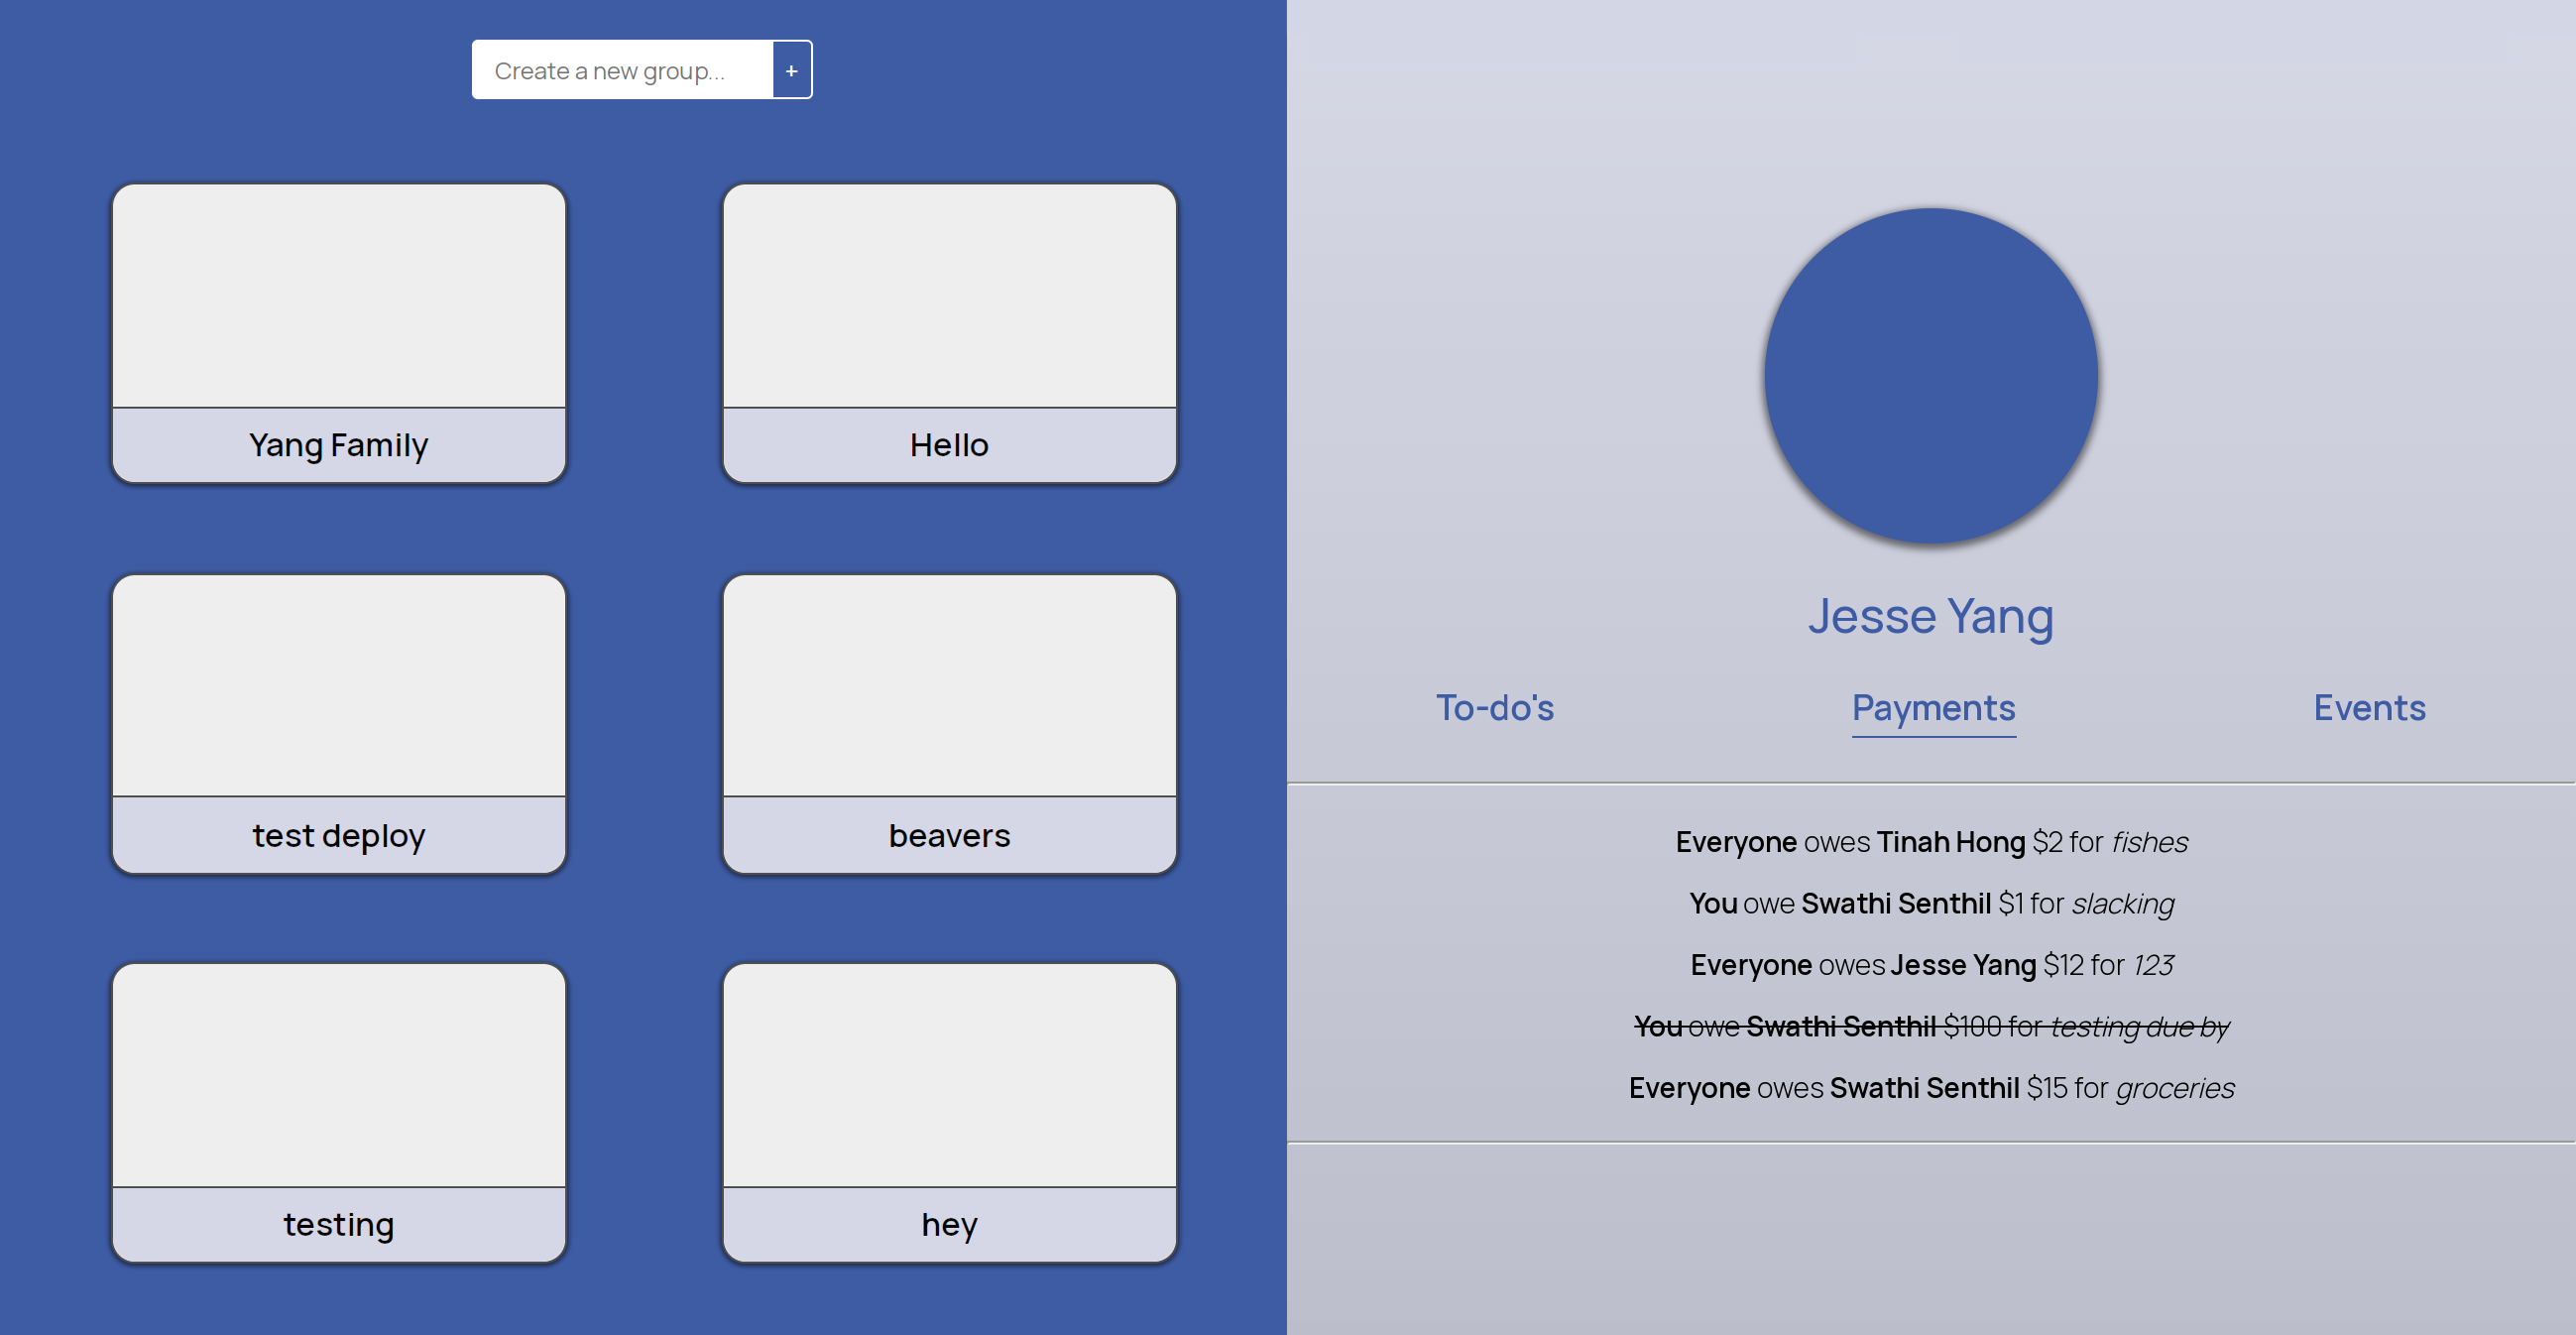 Create a new group...
+
Yang Family
Hello
test deploy
beavers
testing
hey
Jesse Yang
To-do's
Payments
Events
Everyone owes Tinah Hong $2 for fishes
You owe Swathi Senthil $1 for slacking
Everyone owes Jesse Yang $12 for 123
You owe Swathi Senthil $100 for testing due by
Everyone owes Swathi Senthil $15 for groceries